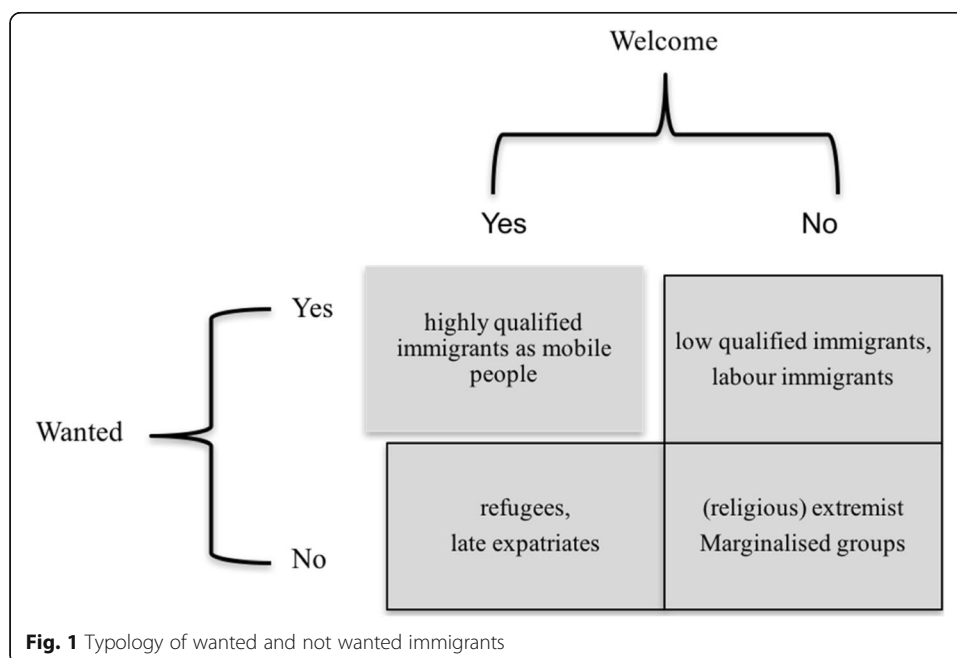 Welcome
Yes
No
Yes
highly qualified
immigrants as mobile
people
low qualified immigrants,
labour immigrants
Wanted
refugees,
late expatriates
(religious) extremist
Marginalised groups
No
Fig. 1 Typology of wanted and not wanted immigrants